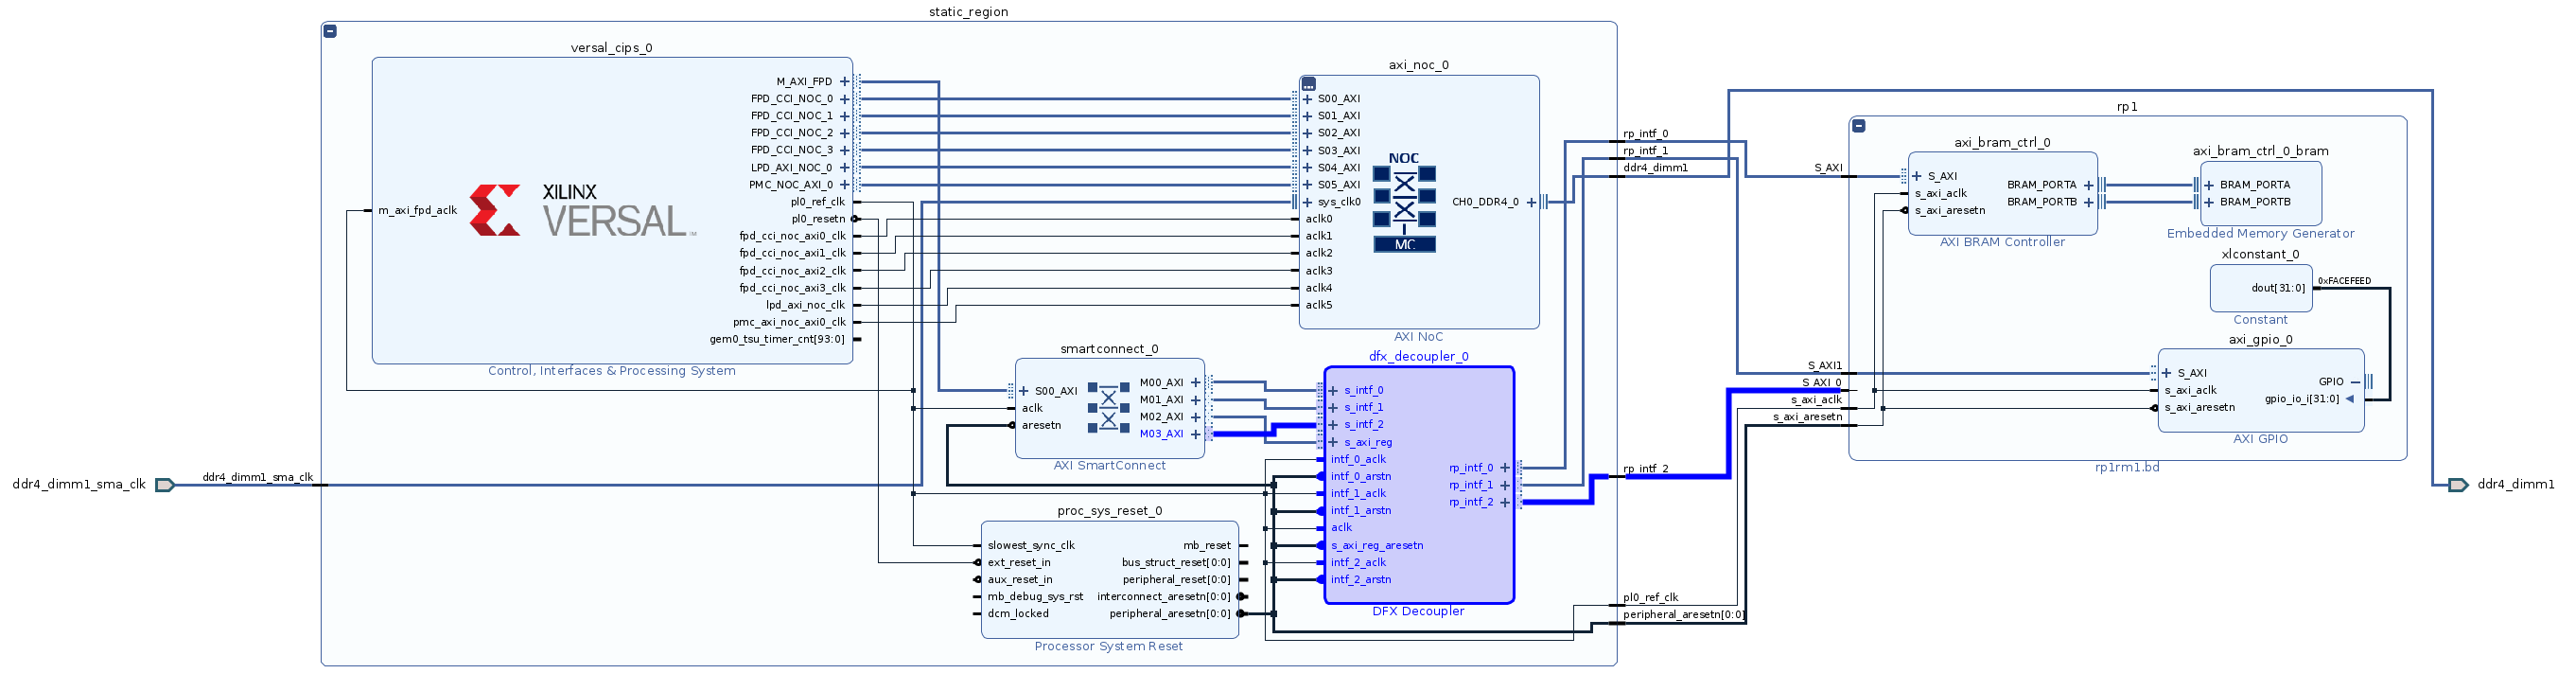 static_region
versal_cips_0
M_AXI_FPD
FPD_CCI_NOC_0
FPD_CCI_NOC_1
FPD_CCI_NOC_2
FPD_CCI_NOC_3
LPD_AXI_NOC_0
PMC_NOC_AXI_0
pl0_ref_clk
pl0_resetn
fpd_cci_noc_axi0_clk
fpd_cci_noc_axi1_clk
fpd_cci_noc_axi2_clk
fpd_cci_noc_axi3_clk
lpd_axi_noc_clk
pmc_axi_noc_axi0_clk
gem0_tsu_timer_cnt[93:0]
m_axi_fpd_aclk
XILINX
VERSAL™
Control, Interfaces & Processing System
axi_noc_0
S00_AXI
S01_AXI
S02_AXI
S03_AXI
S04_AXI
S05_AXI
sys_clk0
aclk0
aclk1
aclk2
aclk3
aclk4
aclk5
NOC
MC
CH0_DDR4_0
AXI NoC
smartconnect_0
S00_AXI
aclk
aresetn
M00_AXI
M01_AXI
M02_AXI
M03_AXI
AXI SmartConnect
dfx_decoupler_0
s_intf_0
s_intf_1
s_intf_2
s_axi_reg
intf_0_aclk
intf_0_arstn
intf_1_aclk
intf_1_arstn
aclk
s_axi_reg_aresetn
intf_2_aclk
intf_2_arstn
rp_intf_0
rp_intf_1
rp_intf_2
DFX Decoupler
proc_sys_reset_0
slowest_sync_clk
ext_reset_in
aux_reset_in
mb_debug_sys_rst
dcm_locked
mb_reset
bus_struct_reset[0:0]
peripheral_reset[0:0]
interconnect_aresetn[0:0]
peripheral_aresetn[0:0]
Processor System Reset
ddr4_dimm1_sma_clk
ddr4_dimm1_sma_clk
rp_intf_0
rp_intf_1
ddr4_dimm1
rp_intf_2
pl0_ref_clk
peripheral_aresetn[0:0]
rp1
S_AXI
S_AXI1
S_AXI_0
s_axi_aclk
s_axi_aresetn
axi_bram_ctrl_0
S_AXI
s_axi_aclk
s_axi_aresetn
BRAM_PORTA
BRAM_PORTB
AXI BRAM Controller
axi_bram_ctrl_0_bram
BRAM_PORTA
BRAM_PORTB
Embedded Memory Generator
xlconstant_0
dout[31:0]
0xFACEFEED
Constant
axi_gpio_0
S_AXI
s_axi_aclk
s_axi_aresetn
GPIO
gpio_io_i[31:0]
AXI GPIO
rp1rm1.bd
ddr4_dimm1